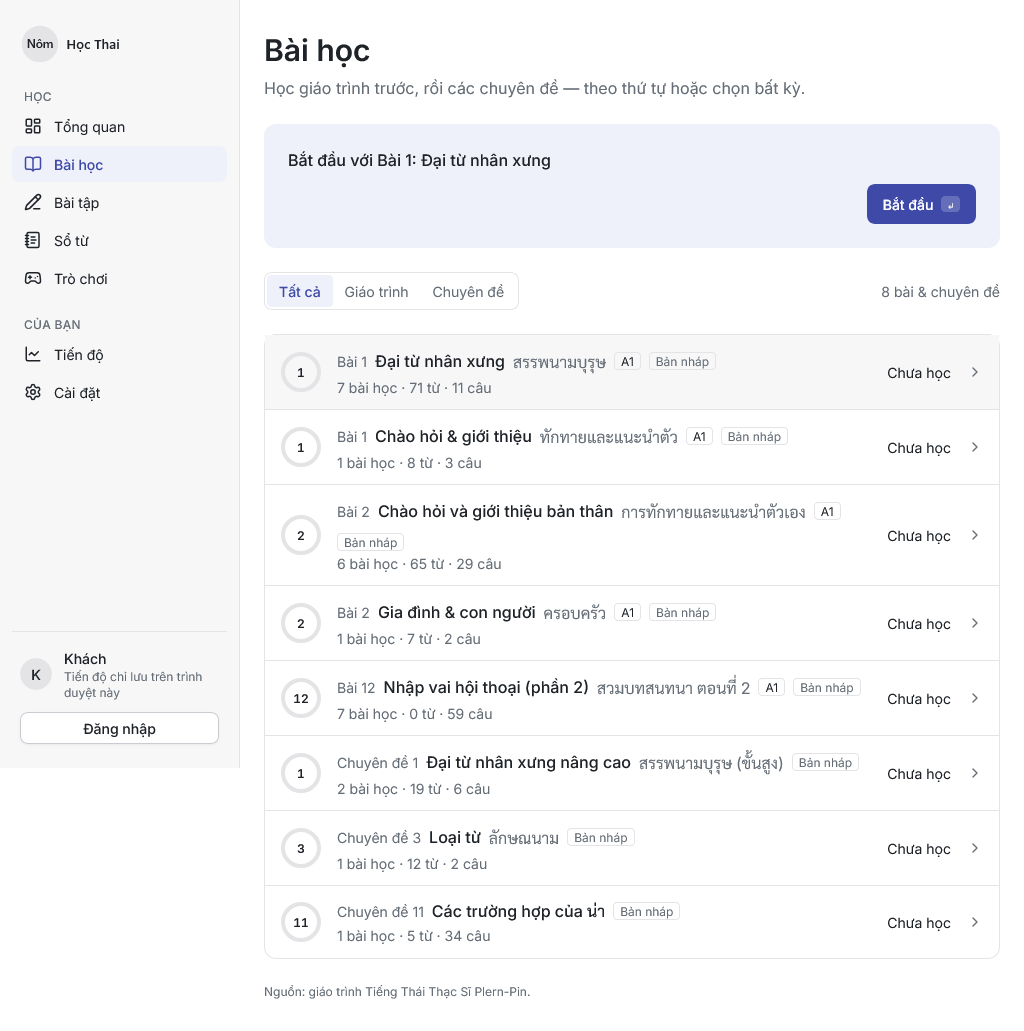 Nôm Học Thai
HỌC
Tổng quan
Bài học
Bài tập
Sổ từ
Trò chơi
CỦA BẠN
Tiến độ
Cài đặt
K
Khách
Tiến độ chỉ lưu trên trình
duyệt này
Đăng nhập
Bài học
Học giáo trình trước, rồi các chuyên đề — theo thứ tự hoặc chọn bất kỳ.
Bắt đầu với Bài 1: Đại từ nhân xưng
Bắt đầu ↲
Tất cả Giáo trình Chuyên đề 8 bài & chuyên đề
1 Bài 1 Đại từ nhân xưng สรรพนามบุรุษ A1 Bản nháp
7 bài học · 71 từ · 11 câu
Chưa học
1 Bài 1 Chào hỏi & giới thiệu ทักทายและแนะนำตัว A1 Bản nháp
1 bài học · 8 từ · 3 câu
Chưa học
2 Bài 2 Chào hỏi và giới thiệu bản thân การทักทายและแนะนำตัวเอง A1
Bản nháp
6 bài học · 65 từ · 29 câu
Chưa học
2 Bài 2 Gia đình & con người ครอบครัว A1 Bản nháp
1 bài học · 7 từ · 2 câu
Chưa học
12 Bài 12 Nhập vai hội thoại (phần 2) สวมบทสนทนา ตอนที่ 2 A1 Bản nháp
7 bài học · 0 từ · 59 câu
Chưa học
1 Chuyên đề 1 Đại từ nhân xưng nâng cao สรรพนามบุรุษ (ขั้นสูง) Bản nháp
2 bài học · 19 từ · 6 câu
Chưa học
3 Chuyên đề 3 Loại từ ลักษณนาม Bản nháp
1 bài học · 12 từ · 2 câu
Chưa học
11 Chuyên đề 11 Các trường hợp của น่า Bản nháp
1 bài học · 5 từ · 34 câu
Chưa học
Nguồn: giáo trình Tiếng Thái Thạc Sĩ Plern-Pin.